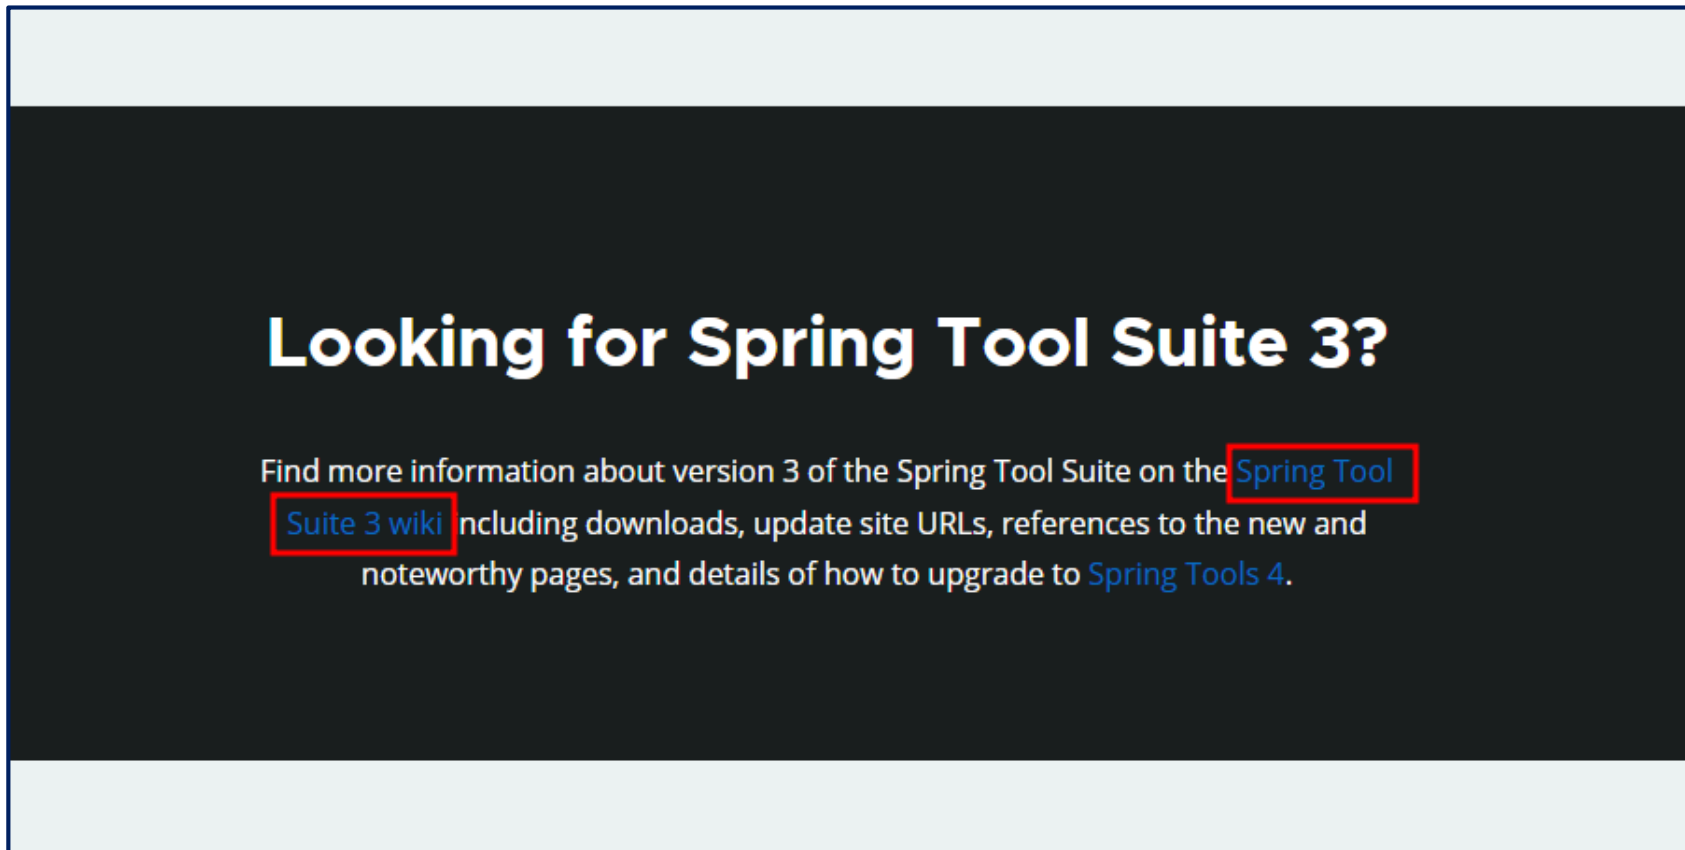 Looking for Spring Tool Suite 3?
Find more information about version 3 of the Spring Tool Suite on the Spring Tool
Suite 3 wiki including downloads, update site URLs, references to the new and
noteworthy pages, and details of how to upgrade to Spring Tools 4.